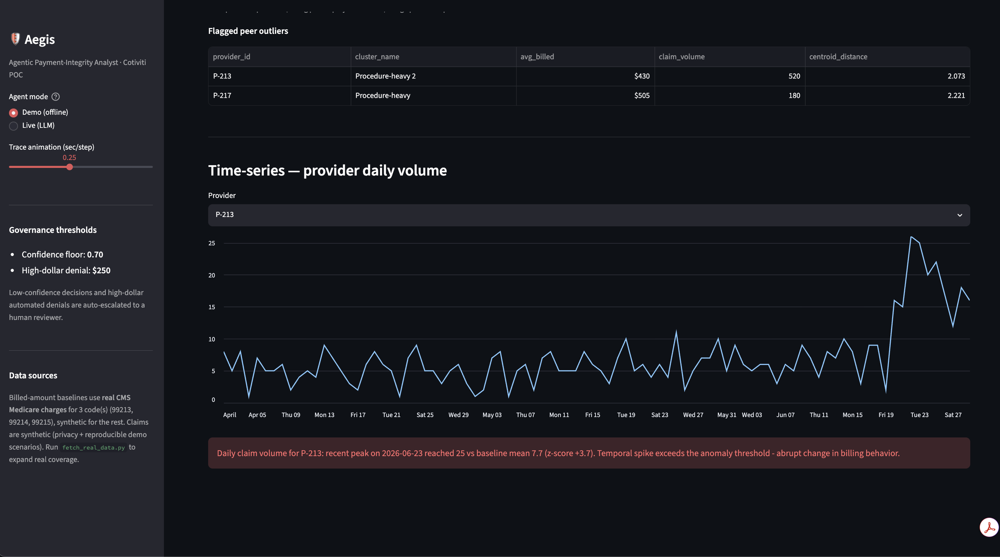 Aegis
Agentic Payment-Integrity Analyst · Cotiviti
POC
Agent mode
Demo (offline)
Live (LLM)
Trace animation (sec/step)
0.25
Governance thresholds
Confidence floor: 0.70
High-dollar denial: $250
Low-confidence decisions and high-dollar
automated denials are auto-escalated to a
human reviewer.
Data sources
Billed-amount baselines use real CMS
Medicare charges for 3 code(s) (99213,
99214, 99215), synthetic for the rest. Claims
are synthetic (privacy + reproducible demo
scenarios). Run fetch_real_data.py to
expand real coverage.
Flagged peer outliers
provider_id cluster_name avg_billed claim_volume centroid_distance
P-213 Procedure-heavy 2 $430 520 2.073
P-217 Procedure-heavy $505 180 2.221
Time-series — provider daily volume
Provider
P-213
25
20
15
10
5
0
April Apr 05 Thu 09 Mon 13 Fri 17 Tue 21 Sat 25 Wed 29 May 03 Thu 07 Mon 11 Fri 15 Tue 19 Sat 23 Wed 27 May 31 Wed 03 Jun 07 Thu 11 Mon 15 Fri 19 Tue 23 Sat 27
Daily claim volume for P-213: recent peak on 2026-06-23 reached 25 vs baseline mean 7.7 (z-score +3.7). Temporal spike exceeds the anomaly threshold - abrupt change in billing behavior.